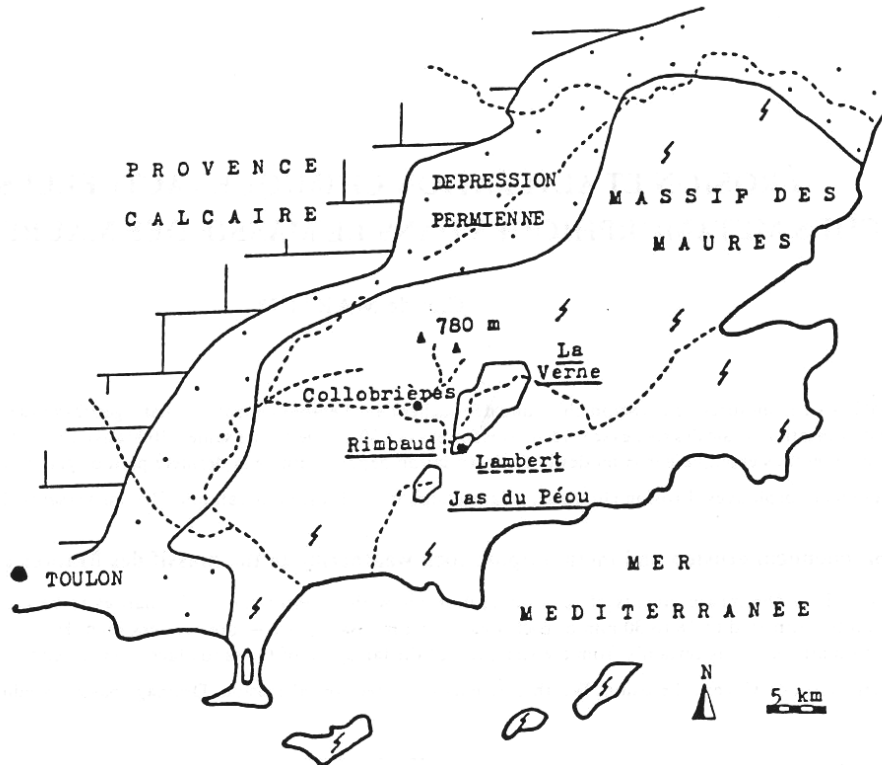 PROVENCE
CALCAIRE
DEPRESSION
PERMIENNE
MASSIF DES
MAURES
780 m
La
Verne
Collobrières
Rimbaud
Lambert
Jas du Péou
TOULON
MER
MEDITERRANEE
N
5 km